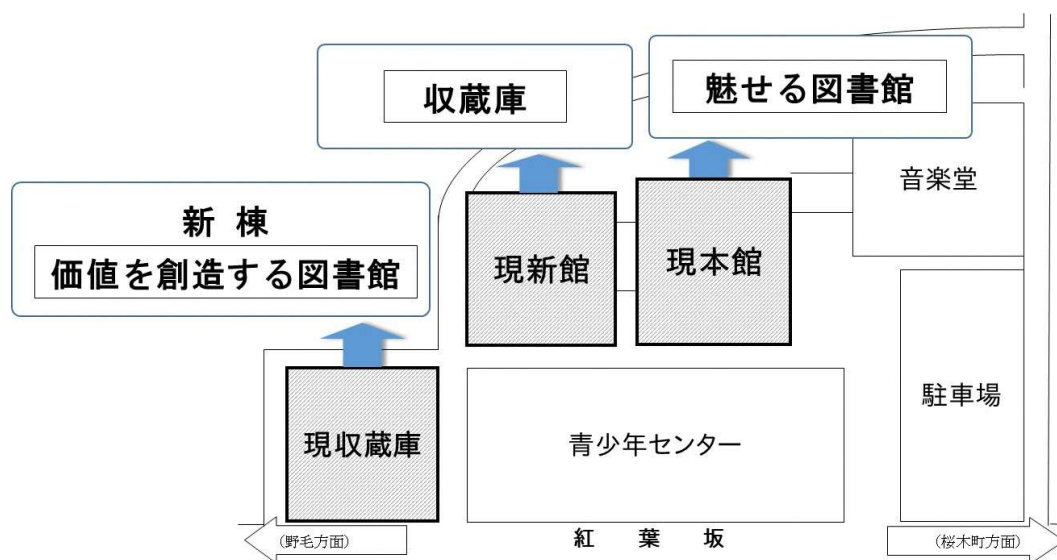 収蔵庫
魅せる図書館
音楽堂
新 棟
価値を創造する図書館
現新館
現本館
駐車場
現収蔵庫
青少年センター
(野毛方面)
紅 葉 坂
(桜木町方面)